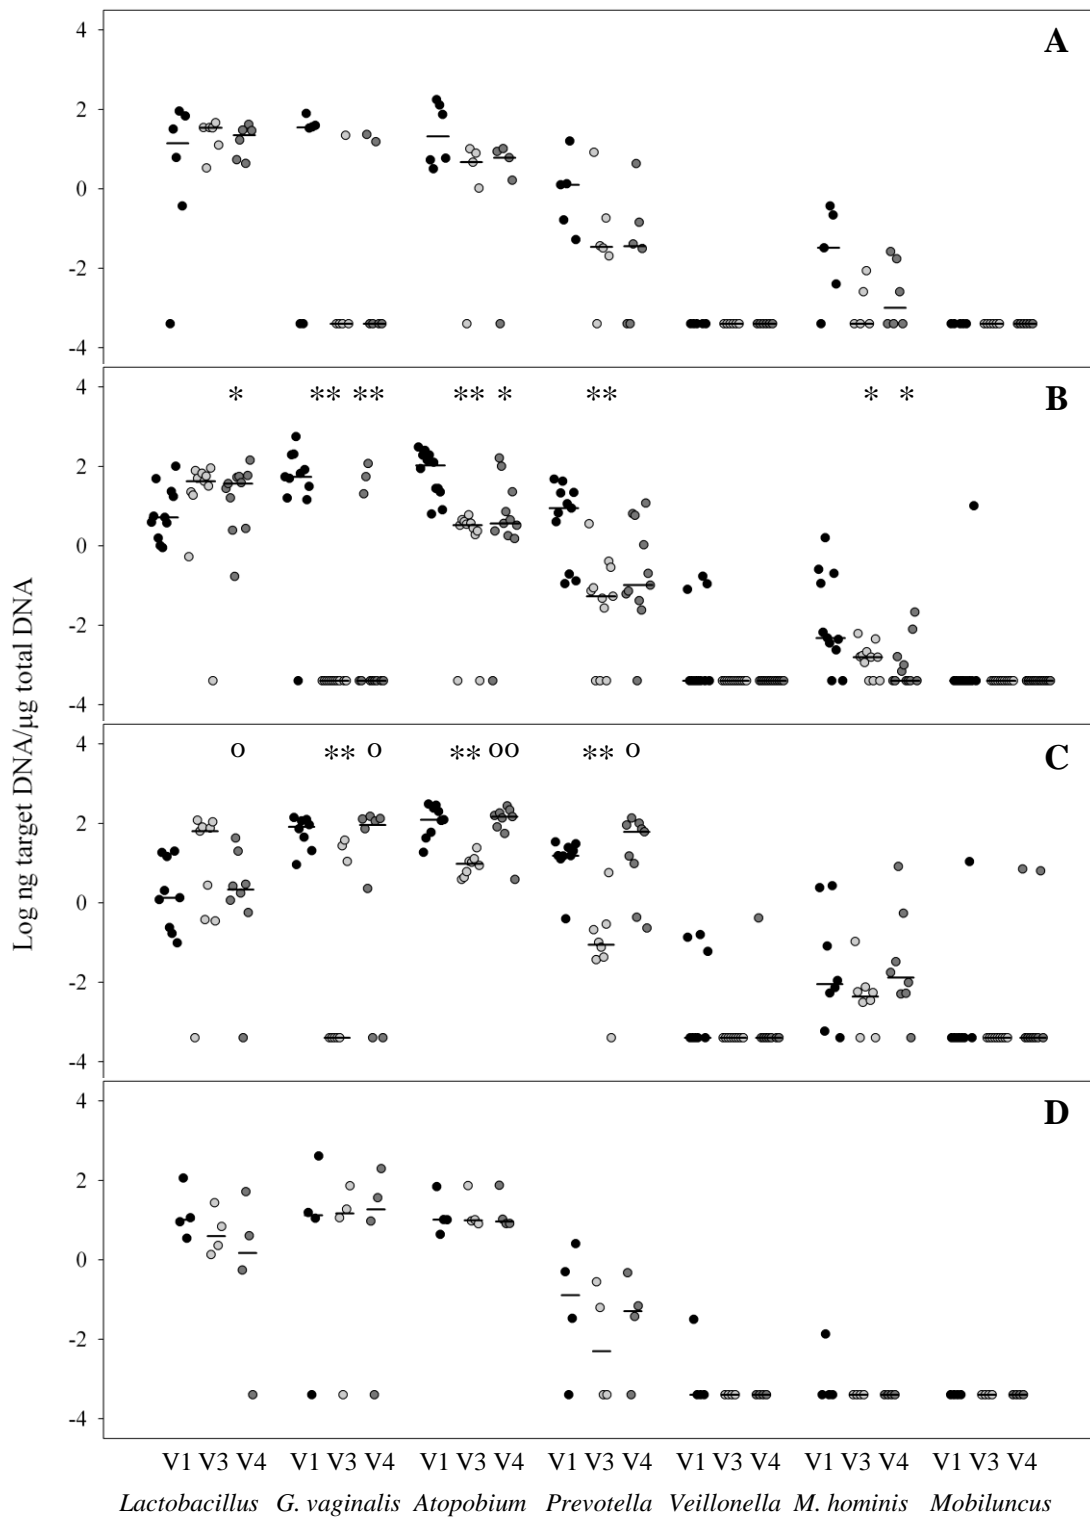 4
A
2
0
-2
-4
4
* ** ** ** * ** * *
B
2
0
-2
-4
Log ng target DNA/µg total DNA
4
o ** o ** oo ** o
C
2
0
-2
-4
4
D
2
0
-2
-4
V1 V3 V4 V1 V3 V4 V1 V3 V4 V1 V3 V4 V1 V3 V4 V1 V3 V4 V1 V3 V4
Lactobacillus G. vaginalis Atopobium Prevotella Veillonella M. hominis Mobiluncus